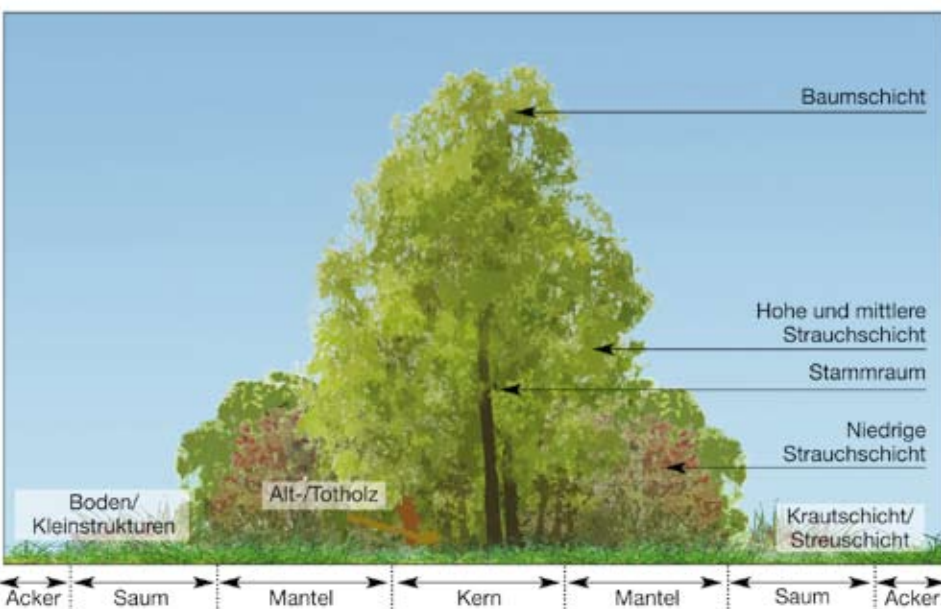 Baumschicht
Hohe und mittlere
Strauchschicht
Stammraum
Niedrige
Strauchschicht
Alt-/Totholz
Boden/
Kleinstrukturen
Krautschicht/
Streuschicht
Acker Saum Mantel Kern Mantel Saum Acker